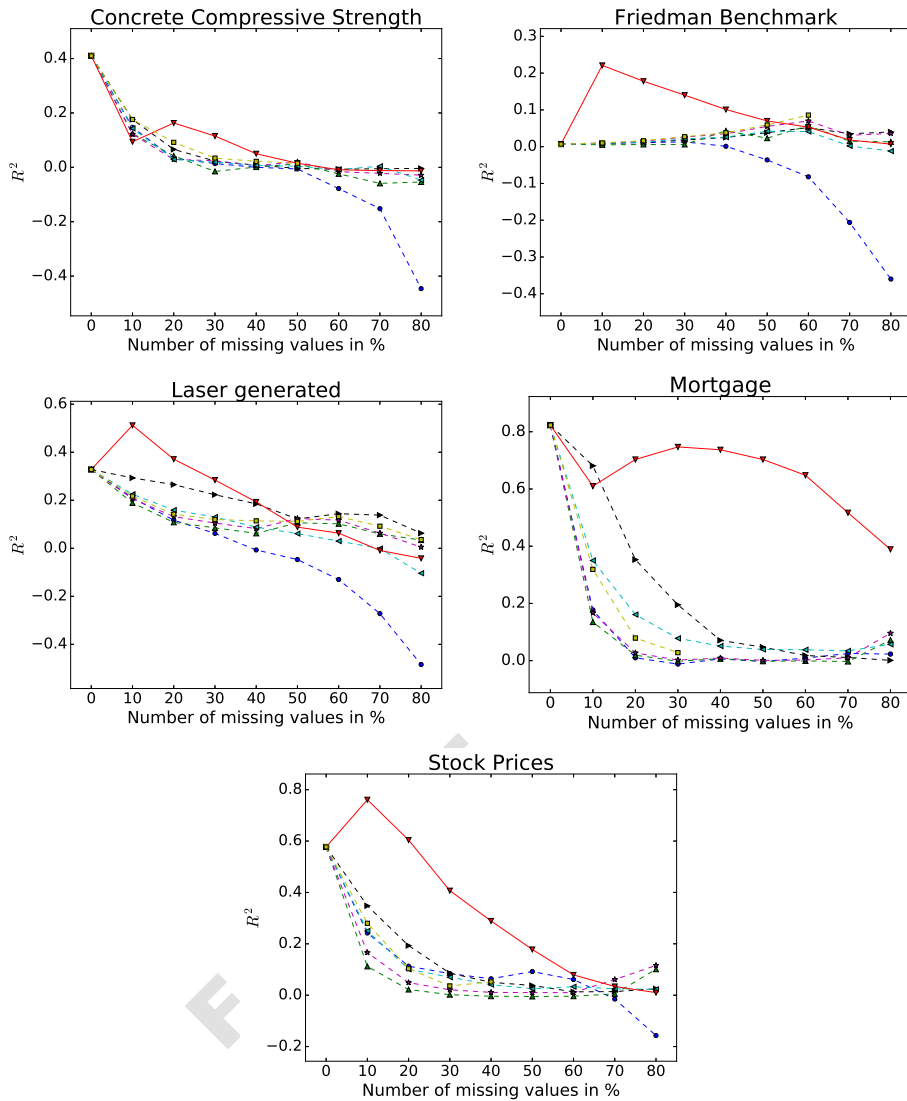 Concrete Compressive Strength
0.4
0.2
0.0
−0.2
−0.4
R²
0 10 20 30 40 50 60 70 80
Number of missing values in %
Friedman Benchmark
0.3
0.2
0.1
0.0
−0.1
−0.2
−0.3
−0.4
R²
0 10 20 30 40 50 60 70 80
Number of missing values in %
Laser generated
0.6
0.4
0.2
0.0
−0.2
−0.4
R²
0 10 20 30 40 50 60 70 80
Number of missing values in %
Mortgage
0.8
0.6
0.4
0.2
0.0
R²
0 10 20 30 40 50 60 70 80
Number of missing values in %
Stock Prices
0.8
0.6
0.4
0.2
0.0
−0.2
R²
0 10 20 30 40 50 60 70 80
Number of missing values in %
F